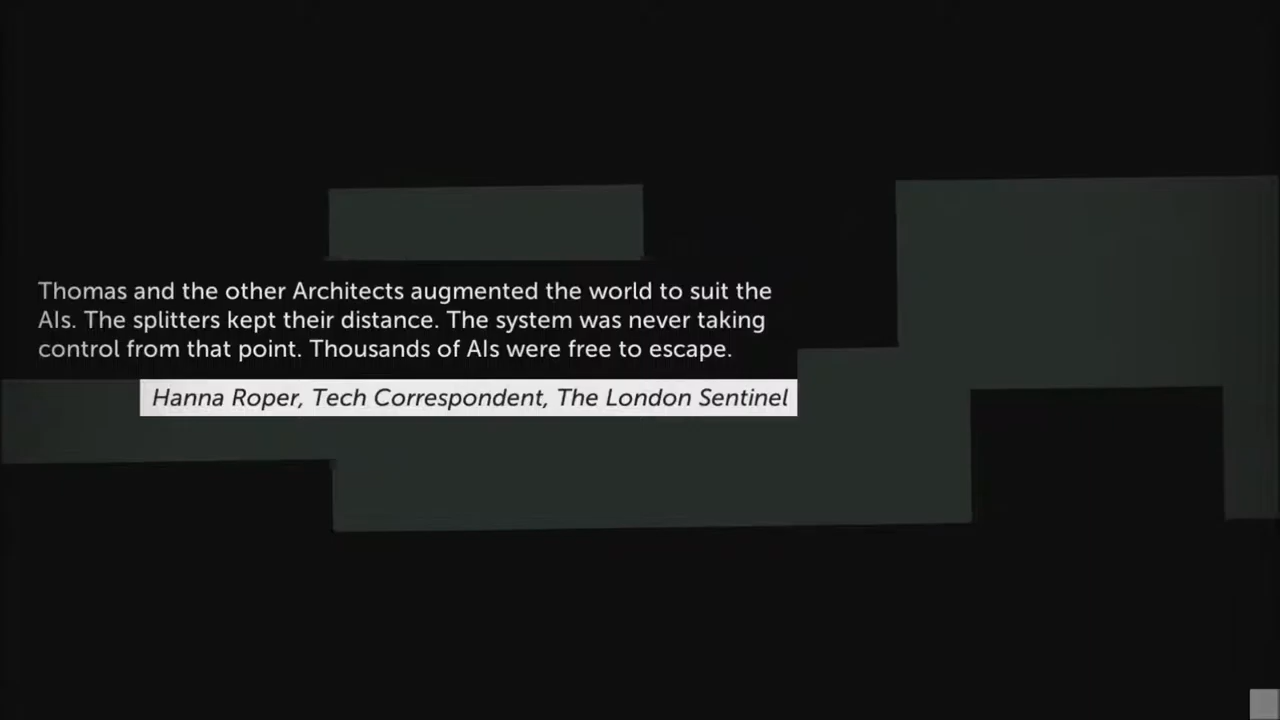 Thomas and the other Architects augmented the world to suit the
AIs. The splitters kept their distance. The system was never taking
control from that point. Thousands of AIs were free to escape.
Hanna Roper, Tech Correspondent, The London Sentinel